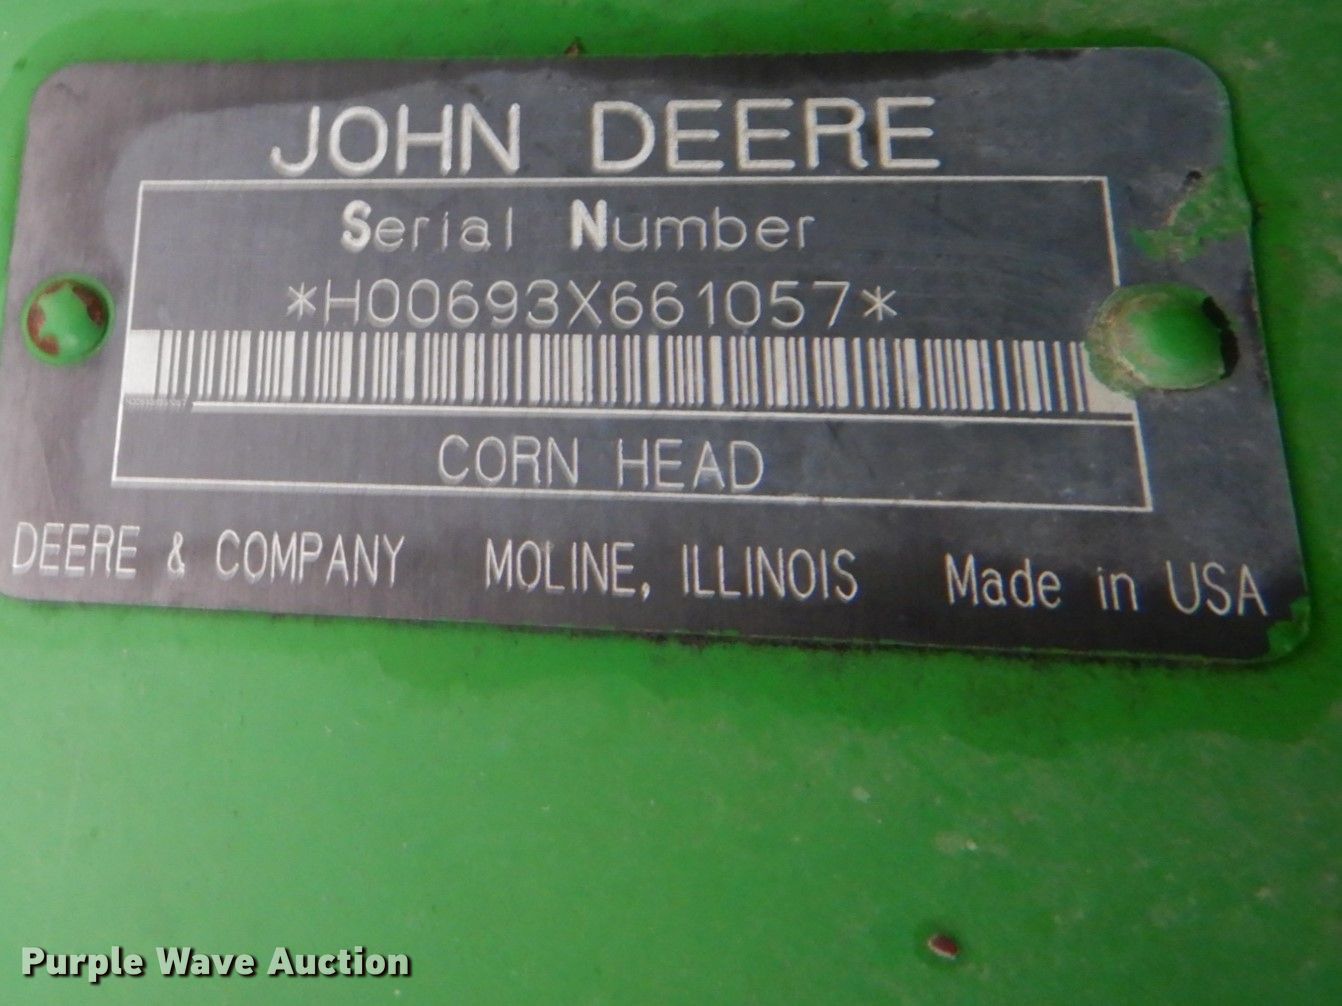 JOHN DEERE
Serial Number
*H00693X661057*
CORN HEAD
DEERE & COMPANY MOLINE, ILLINOIS Made in USA
Purple Wave Auction